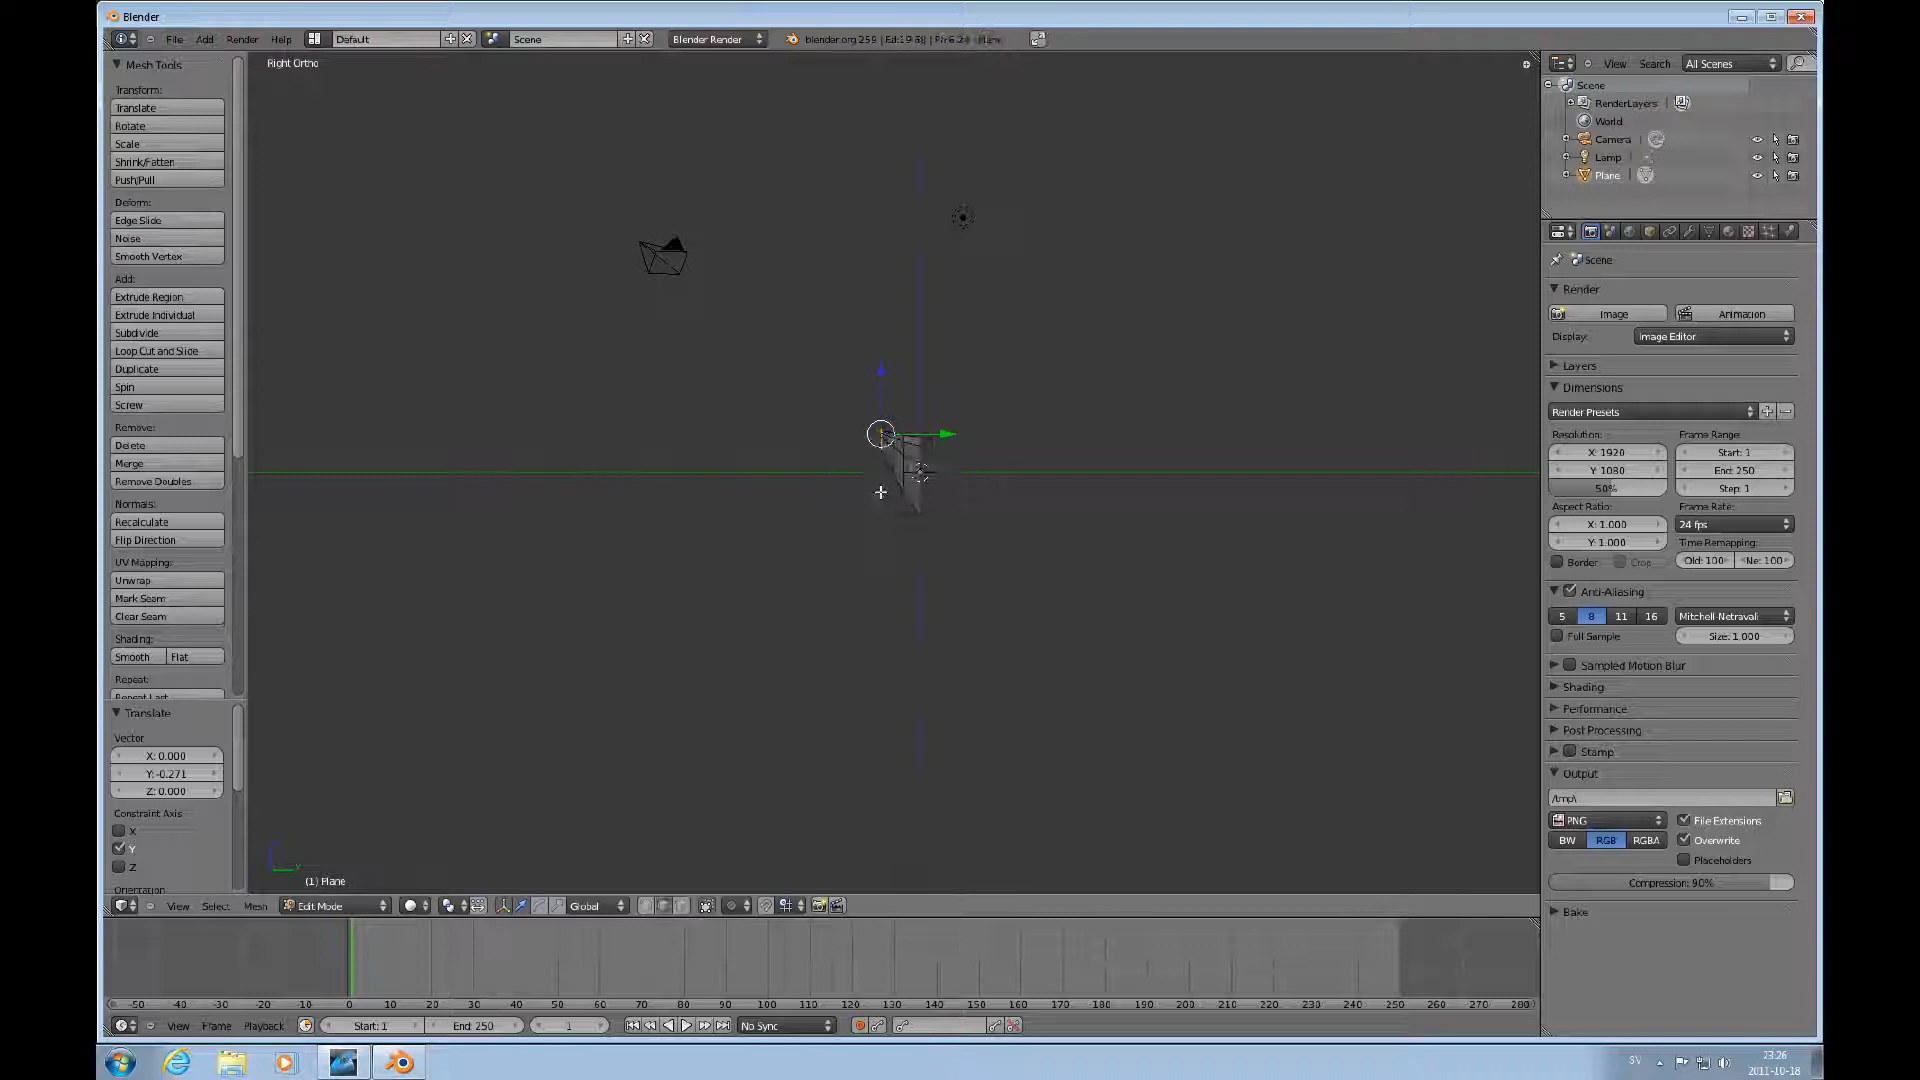 Blender
File Add Render Help Default Scene Blender Render blender.org 259
Right Ortho
Mesh Tools
Transform:
Translate
Rotate
Scale
Shrink/Fatten
Push/Pull
Deform:
Edge Slide
Noise
Smooth Vertex
Add:
Extrude Region
Extrude Individual
Subdivide
Loop Cut and Slide
Duplicate
Spin
Screw
Remove:
Delete
Merge
Remove Doubles
Normals:
Recalculate
Flip Direction
UV Mapping:
Unwrap
Mark Seam
Clear Seam
Shading:
Smooth Flat
Repeat:
Repeat Last
Translate
Vector
X: 0.000
Y: -0.271
Z: 0.000
Constraint Axis
X
Y
Z
Orientation
y
(1) Plane
View Select Mesh Edit Mode Global
-50 -40 -30 -20 -10 0 10 20 30 40 50 60 70 80 90 100 110 120 130 140 150 160 170 180 190 200 210 220 230 240 250 260 270 280
View Frame Playback Start: 1 End: 250 1 No Sync
View Search All Scenes
Scene
RenderLayers
World
Camera
Lamp
Plane
Scene
Render
Image Animation
Display: Image Editor
Layers
Dimensions
Render Presets
Resolution: Frame Range:
X: 1920 Start: 1
Y: 1080 End: 250
50% Step: 1
Aspect Ratio: Frame Rate:
X: 1.000 24 fps
Y: 1.000 Time Remapping:
Border Crop Old: 100 Ne: 100
Anti-Aliasing
5 8 11 16 Mitchell-Netravali
Full Sample Size: 1.000
Sampled Motion Blur
Shading
Performance
Post Processing
Stamp
Output
/tmp\
PNG File Extensions
BW RGB RGBA Overwrite
Placeholders
Compression: 90%
Bake
SV 23:26
2011-10-18